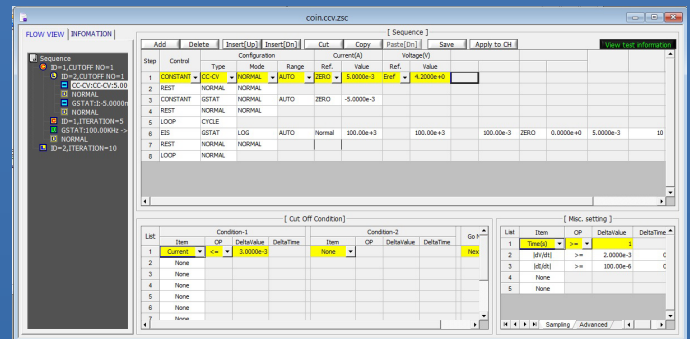 coin.ccv.zsc
FLOW VIEW INFOMATION
Sequence
ID=1,CUTOFF NO=1
ID=2,CUTOFF NO=1
CC-CV:CC-CV:5.00
NORMAL
GSTAT:I:-5.0000n
NORMAL
ID=1,ITERATION=5
GSTAT:100.00KHz ->
NORMAL
ID=2,ITERATION=10
[ Sequence ]
Add Delete Insert[Up] Insert[Dn] Cut Copy Paste[Dn] Save Apply to CH View test information
Step Control Configuration Current(A) Voltage(V)
Type Mode Range Ref. Value Ref. Value
1 CONSTANT CC-CV NORMAL AUTO ZERO 5.0000e-3 Eref 4.2000e+0
2 REST NORMAL NORMAL
3 CONSTANT GSTAT NORMAL AUTO ZERO -5.0000e-3
4 REST NORMAL NORMAL
5 LOOP CYCLE
6 EIS GSTAT LOG AUTO Normal 100.00e+3 100.00e+3 100.00e-3 ZERO 0.0000e+0 5.0000e-3 10
7 REST NORMAL NORMAL
8 LOOP NORMAL
[ Cut Off Condition]
List Condition-1 Condition-2 Go
Item OP DeltaValue DeltaTime Item OP DeltaValue DeltaTime
1 Current <= 3.0000e-3 None Nex
2 None
3 None
4 None
5 None
6 None
7 None
[ Misc. setting ]
List Item OP DeltaValue DeltaTime
1 Time(s) >= 1
2 |dV/dt| >= 2.0000e-3
3 |dI/dt| >= 100.00e-6
4 None
5 None
Sampling Advanced